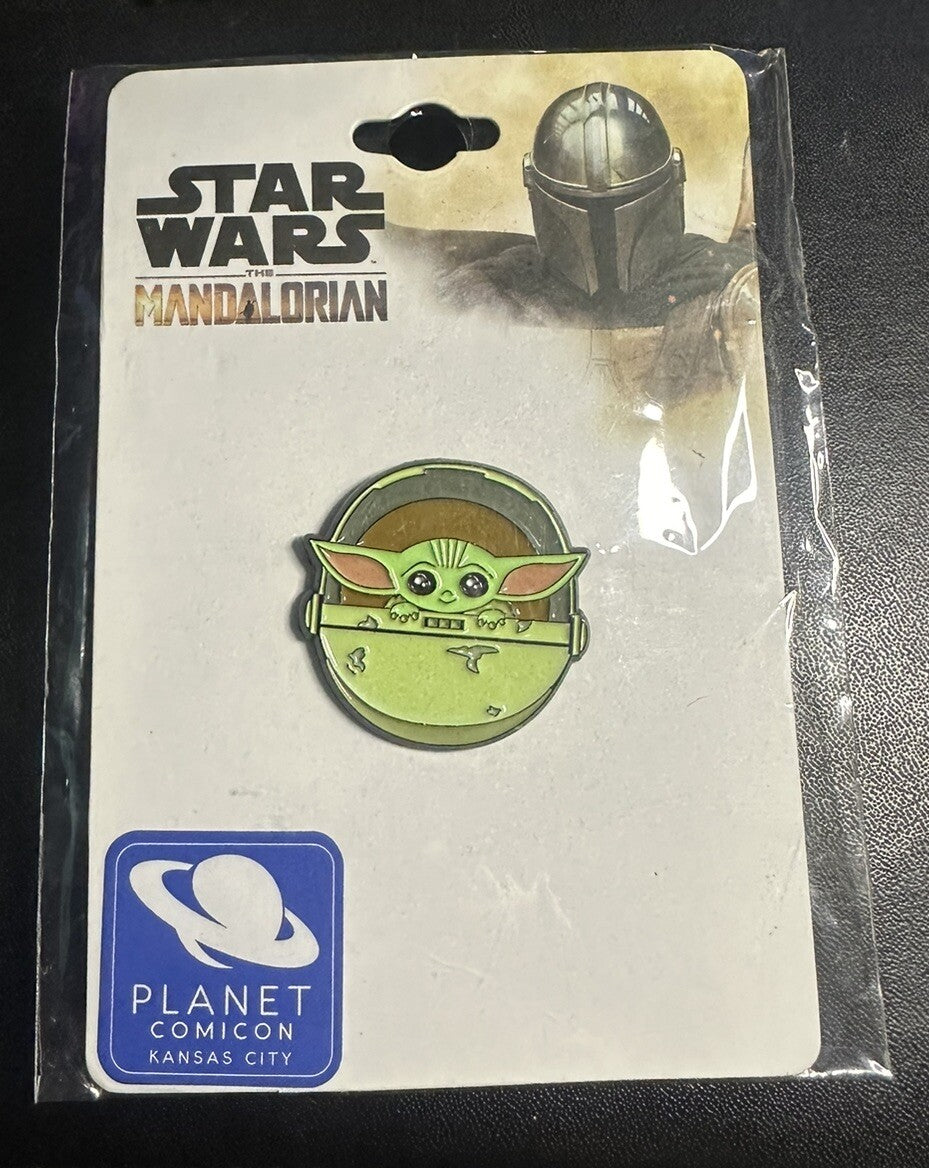 STAR
WARS
THE
MANDALORIAN
PLANET
COMICON
KANSAS CITY